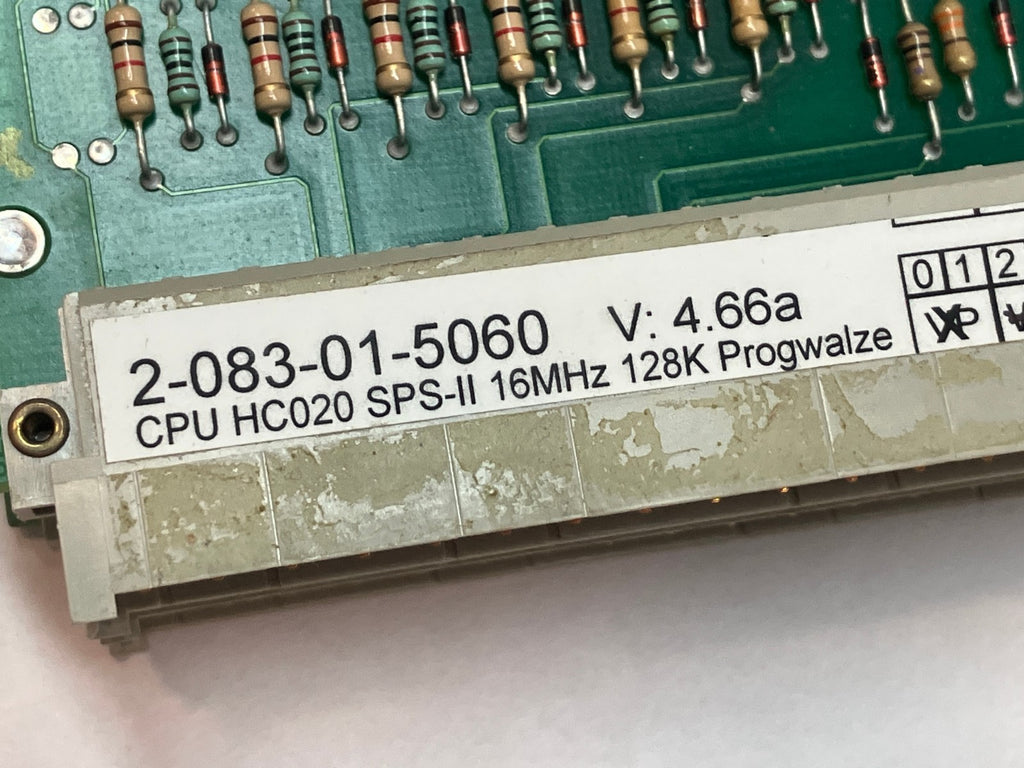 2-083-01-5060 V: 4.66a
CPU HC020 SPS-II 16MHz 128K Progwalze
0 1 2